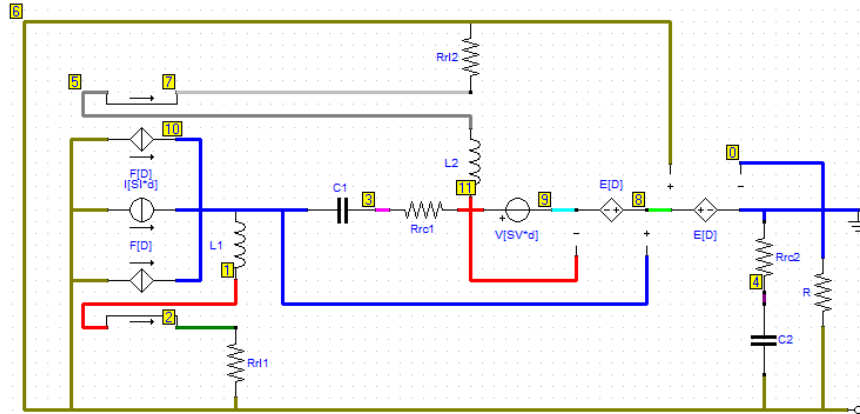 6
Rrl2
5
7
10
F[D]
I[SI*d]
F[D]
L1
1
2
Rrl1
C1
3
Rrc1
L2
11
+
V[SV*d]
9
-
E[D]
8
+
+
-
0
E[D]
Rrc2
4
C2
R